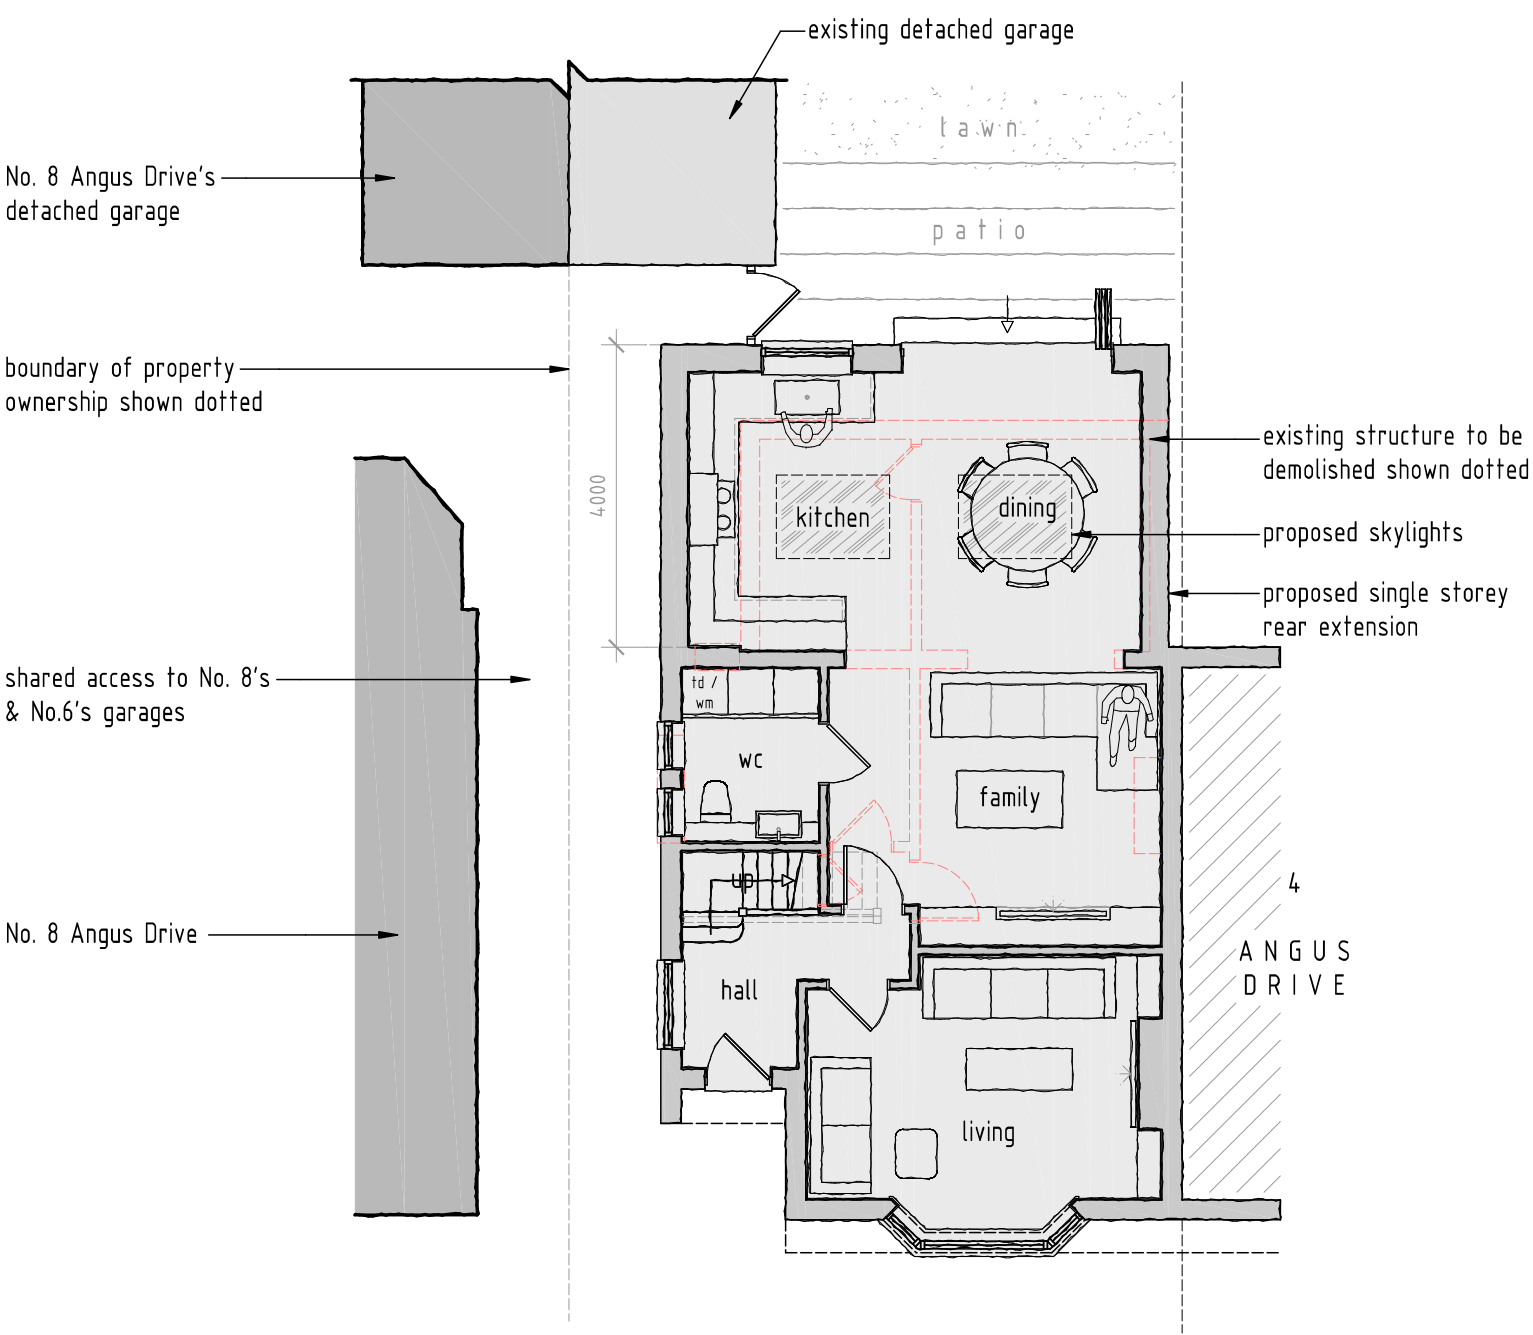 existing detached garage
lawn
No. 8 Angus Drive's
detached garage
patio
boundary of property
ownership shown dotted
existing structure to be
demolished shown dotted
4000
kitchen
dining
proposed skylights
proposed single storey
rear extension
shared access to No. 8's
& No.6's garages
td /
wm
wc
family
up
4
No. 8 Angus Drive
ANGUS
DRIVE
hall
living